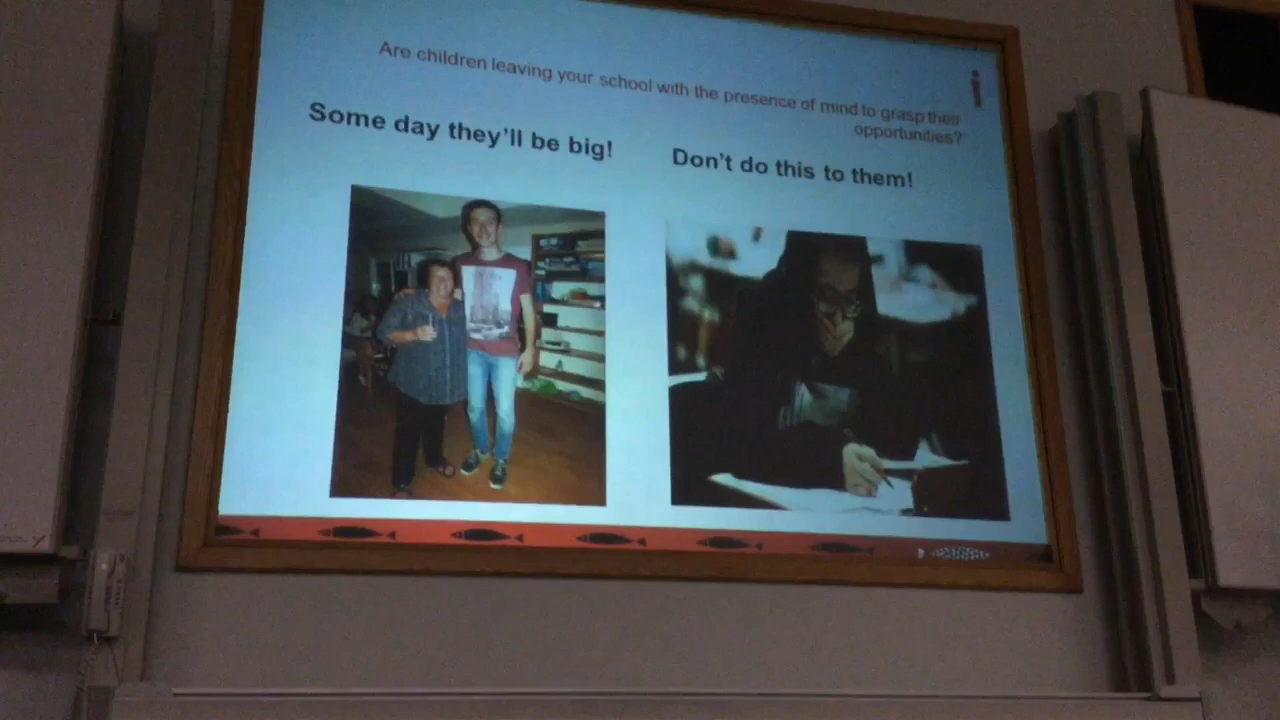 Are children leaving your school with the presence of mind to grasp their
opportunities?
Some day they'll be big!
Don't do this to them!